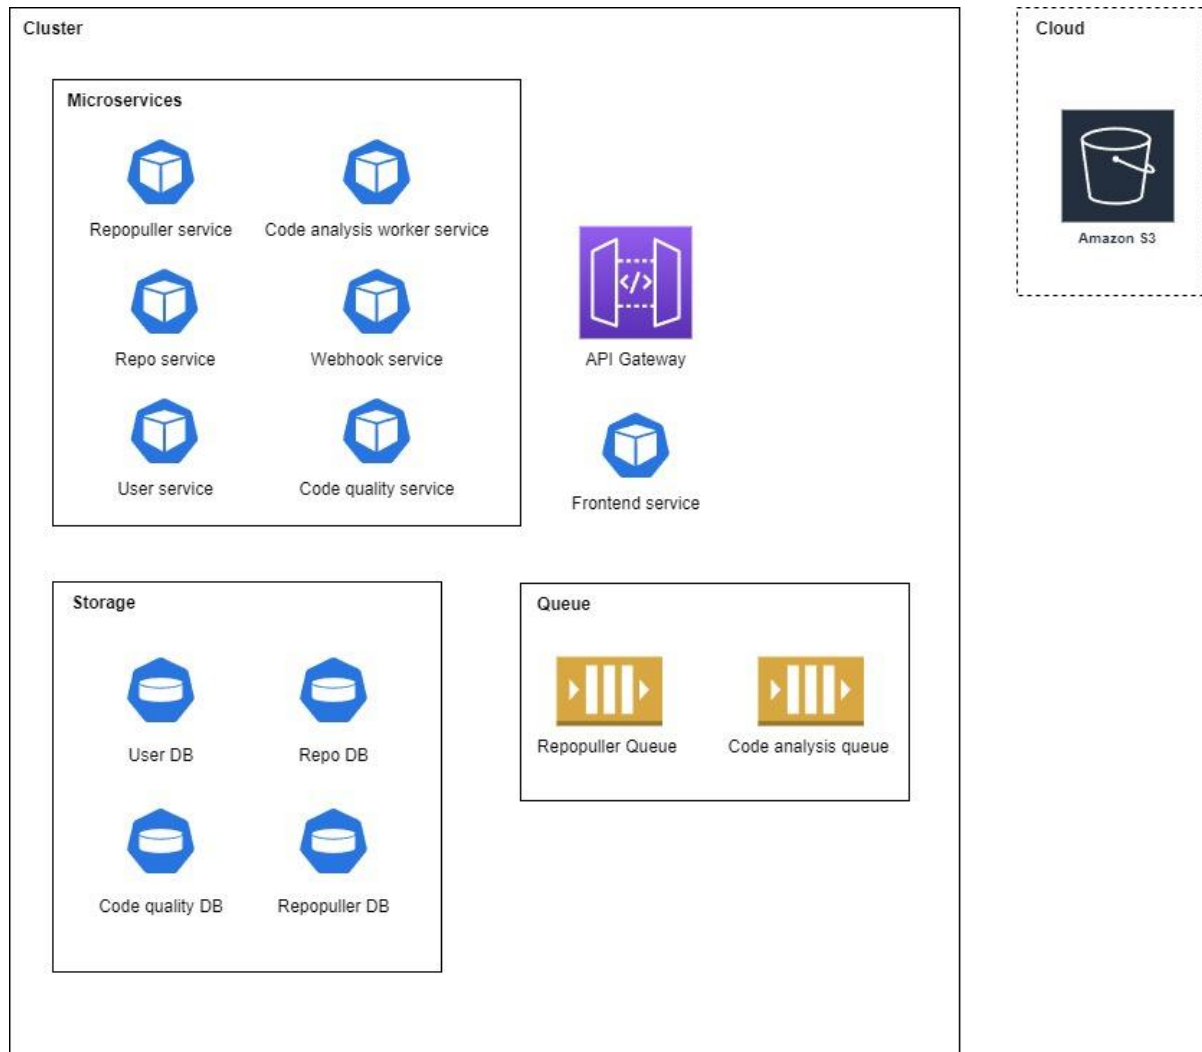 Cluster
Cloud
Microservices
Repopuller service
Code analysis worker service
Amazon S3
Repo service
Webhook service
</>
API Gateway
User service
Code quality service
Frontend service
Storage
Queue
User DB
Repo DB
Repopuller Queue
Code analysis queue
Code quality DB
Repopuller DB